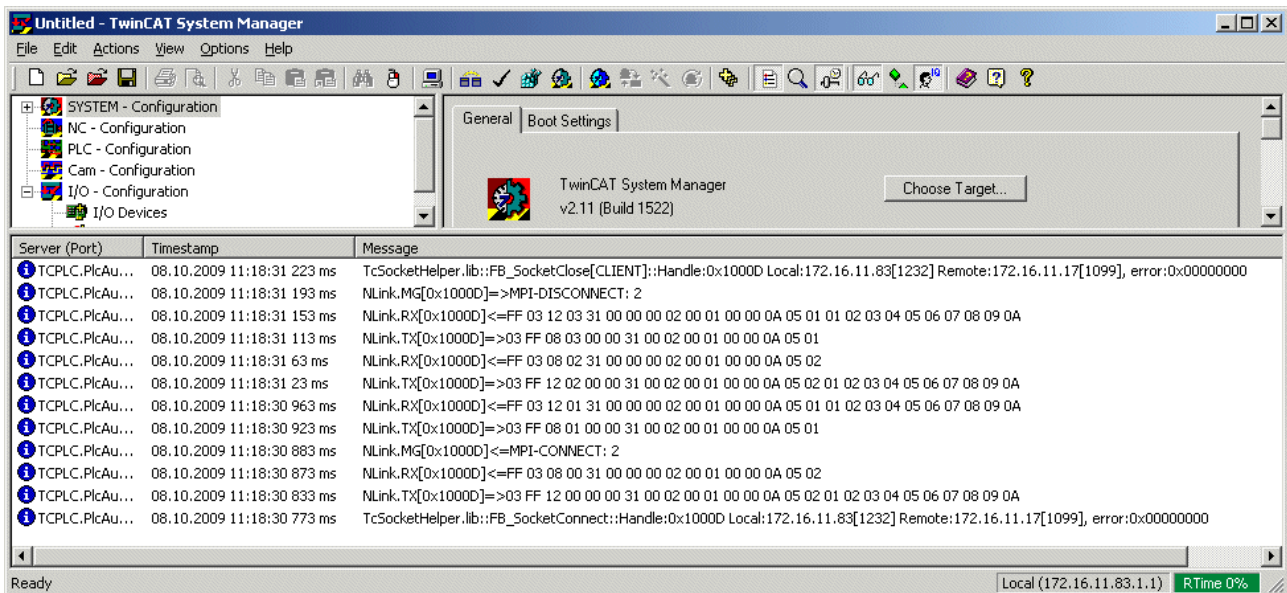 Untitled - TwinCAT System Manager
File Edit Actions View Options Help
SYSTEM - Configuration
NC - Configuration
PLC - Configuration
Cam - Configuration
I/O - Configuration
I/O Devices
General Boot Settings
TwinCAT System Manager
v2.11 (Build 1522)
Choose Target...
Server (Port) Timestamp Message
TCPLC.PlcAu... 08.10.2009 11:18:31 223 ms TcSocketHelper.lib::FB_SocketClose[CLIENT]::Handle:0x1000D Local:172.16.11.83[1232] Remote:172.16.11.17[1099], error:0x00000000
TCPLC.PlcAu... 08.10.2009 11:18:31 193 ms NLink.MG[0x1000D]=>MPI-DISCONNECT: 2
TCPLC.PlcAu... 08.10.2009 11:18:31 153 ms NLink.RX[0x1000D]<=FF 03 12 03 31 00 00 00 02 00 01 00 00 0A 05 01 01 02 03 04 05 06 07 08 09 0A
TCPLC.PlcAu... 08.10.2009 11:18:31 113 ms NLink.TX[0x1000D]=>03 FF 08 03 00 00 31 00 02 00 01 00 00 0A 05 01
TCPLC.PlcAu... 08.10.2009 11:18:31 63 ms NLink.RX[0x1000D]<=FF 03 08 02 31 00 00 00 02 00 01 00 00 0A 05 02
TCPLC.PlcAu... 08.10.2009 11:18:31 23 ms NLink.TX[0x1000D]=>03 FF 12 02 00 00 31 00 02 00 01 00 00 0A 05 02 01 02 03 04 05 06 07 08 09 0A
TCPLC.PlcAu... 08.10.2009 11:18:30 963 ms NLink.RX[0x1000D]<=FF 03 12 01 31 00 00 00 02 00 01 00 00 0A 05 01 01 02 03 04 05 06 07 08 09 0A
TCPLC.PlcAu... 08.10.2009 11:18:30 923 ms NLink.TX[0x1000D]=>03 FF 08 01 00 00 31 00 02 00 01 00 00 0A 05 01
TCPLC.PlcAu... 08.10.2009 11:18:30 883 ms NLink.MG[0x1000D]<=MPI-CONNECT: 2
TCPLC.PlcAu... 08.10.2009 11:18:30 873 ms NLink.RX[0x1000D]<=FF 03 08 00 31 00 00 00 02 00 01 00 00 0A 05 02
TCPLC.PlcAu... 08.10.2009 11:18:30 833 ms NLink.TX[0x1000D]=>03 FF 12 00 00 00 31 00 02 00 01 00 00 0A 05 02 01 02 03 04 05 06 07 08 09 0A
TCPLC.PlcAu... 08.10.2009 11:18:30 773 ms TcSocketHelper.lib::FB_SocketConnect::Handle:0x1000D Local:172.16.11.83[1232] Remote:172.16.11.17[1099], error:0x00000000
Ready Local (172.16.11.83.1.1) RTime 0%